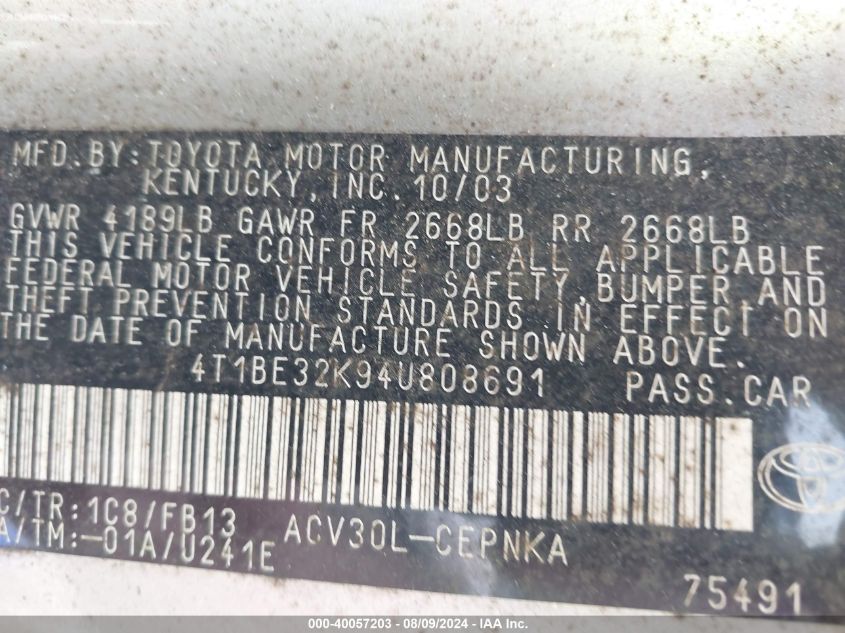 MFD. BY: TOYOTA MOTOR MANUFACTURING,
KENTUCKY, INC. 10/03
GVWR 4189LB GAWR FR 2668LB RR 2668LB
THIS VEHICLE CONFORMS TO ALL APPLICABLE
FEDERAL MOTOR VEHICLE SAFETY, BUMPER, AND
THEFT PREVENTION STANDARDS IN EFFECT ON
THE DATE OF MANUFACTURE SHOWN ABOVE.
4T1BE32K94U808691 PASS. CAR
C/TR: 1C8/FB13 ACV30L-CEPNKA
A/TM:-01A/U241E
75491
000-40057203 - 08/09/2024 - IAA Inc.